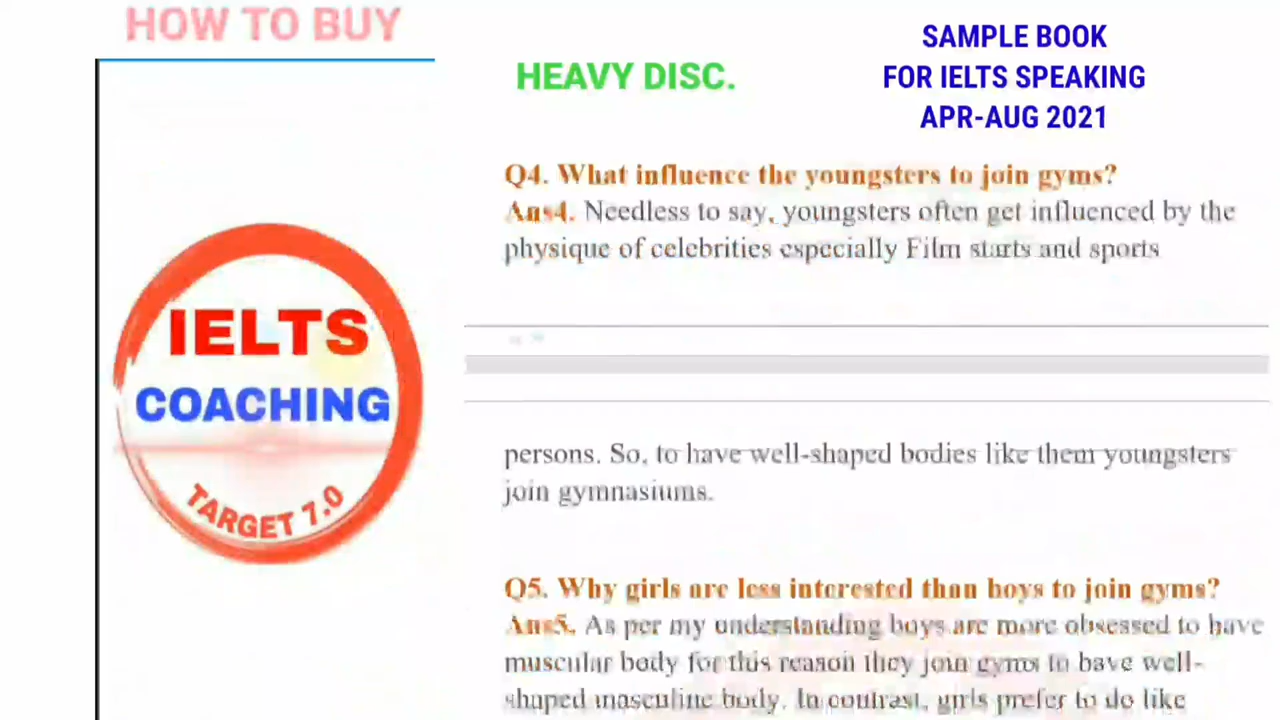 HOW TO BUY
HEAVY DISC.
SAMPLE BOOK
FOR IELTS SPEAKING
APR-AUG 2021
IELTS
COACHING
TARGET 7.0
Q4. What influence the youngsters to join gyms?
Ans4. Needless to say, youngsters often get influenced by the
physique of celebrities especially Film starts and sports
persons. So, to have well-shaped bodies like them youngsters
join gymnasiums.
Q5. Why girls are less interested than boys to join gyms?
Ans5. As per my understanding boys are more obsessed to have
muscular body for this reason they join gyms to have well-
shaped masculine body. In contrast, girls prefer to do like